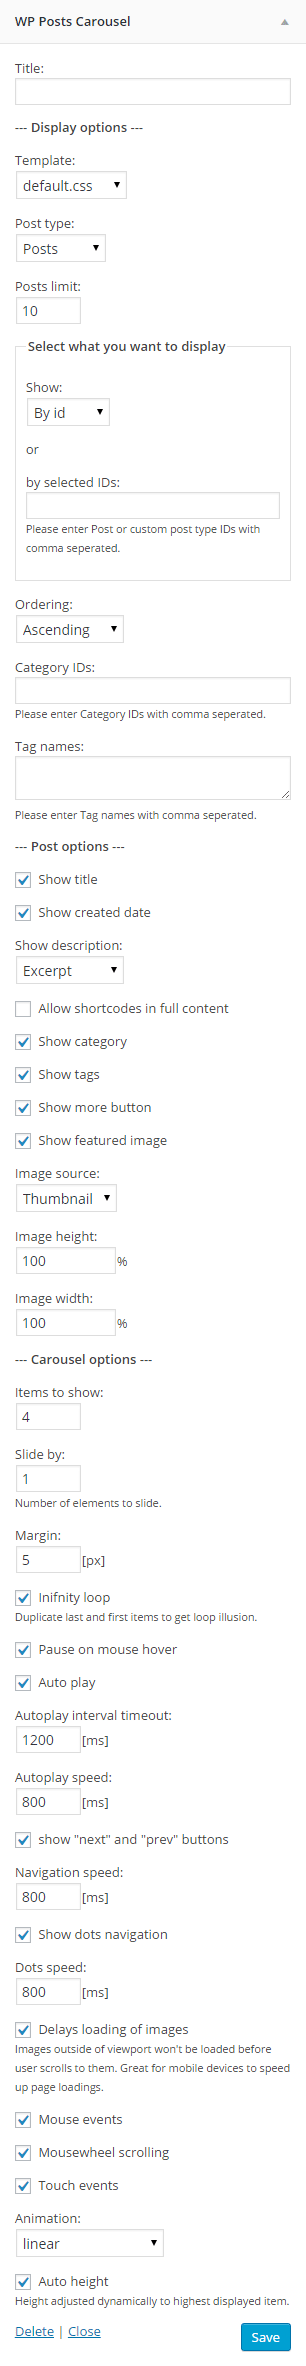 WP Posts Carousel
Title:
--- Display options ---
Template:
default.css
Post type:
Posts
Posts limit:
10
Select what you want to display
Show:
By id
or
by selected IDs:
Please enter Post or custom post type IDs with
comma seperated.
Ordering:
Ascending
Category IDs:
Please enter Category IDs with comma seperated.
Tag names:
Please enter Tag names with comma seperated.
--- Post options ---
Show title
Show created date
Show description:
Excerpt
Allow shortcodes in full content
Show category
Show tags
Show more button
Show featured image
Image source:
Thumbnail
Image height:
100 %
Image width:
100 %
--- Carousel options ---
Items to show:
4
Slide by:
1
Number of elements to slide.
Margin:
5 [px]
Inifnity loop
Duplicate last and first items to get loop illusion.
Pause on mouse hover
Auto play
Autoplay interval timeout:
1200 [ms]
Autoplay speed:
800 [ms]
show "next" and "prev" buttons
Navigation speed:
800 [ms]
Show dots navigation
Dots speed:
800 [ms]
Delays loading of images
Images outside of viewport won't be loaded before
user scrolls to them. Great for mobile devices to speed
up page loadings.
Mouse events
Mousewheel scrolling
Touch events
Animation:
linear
Auto height
Height adjusted dynamically to highest displayed item.
Delete | Close Save